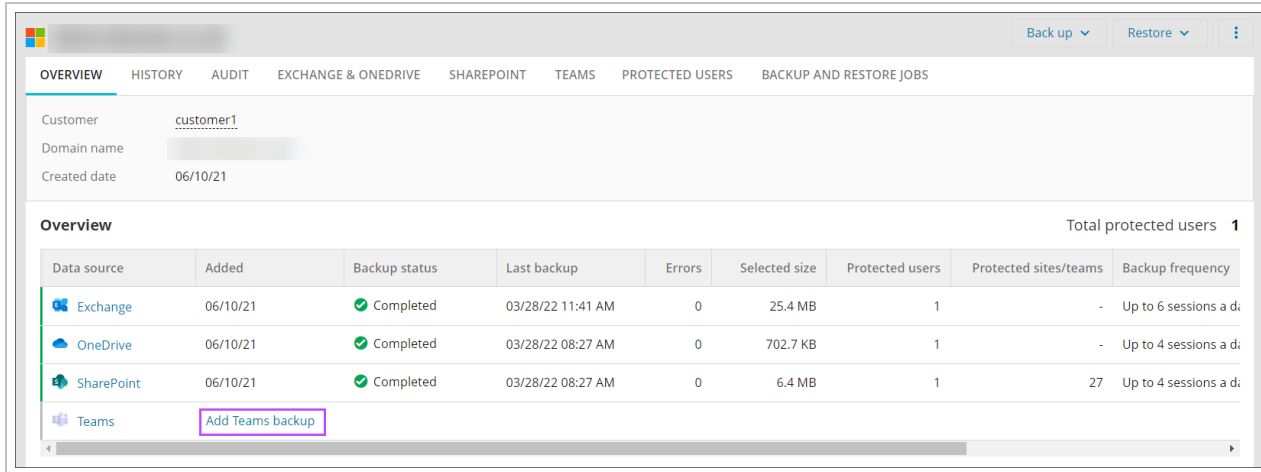 Back up Restore
OVERVIEW HISTORY AUDIT EXCHANGE & ONEDRIVE SHAREPOINT TEAMS PROTECTED USERS BACKUP AND RESTORE JOBS
Customer customer1
Domain name
Created date 06/10/21
Overview Total protected users 1
Data source Added Backup status Last backup Errors Selected size Protected users Protected sites/teams Backup frequency
Exchange 06/10/21 Completed 03/28/22 11:41 AM 0 25.4 MB 1 - Up to 6 sessions a da
OneDrive 06/10/21 Completed 03/28/22 08:27 AM 0 702.7 KB 1 - Up to 4 sessions a da
SharePoint 06/10/21 Completed 03/28/22 08:27 AM 0 6.4 MB 1 27 Up to 4 sessions a da
Teams Add Teams backup